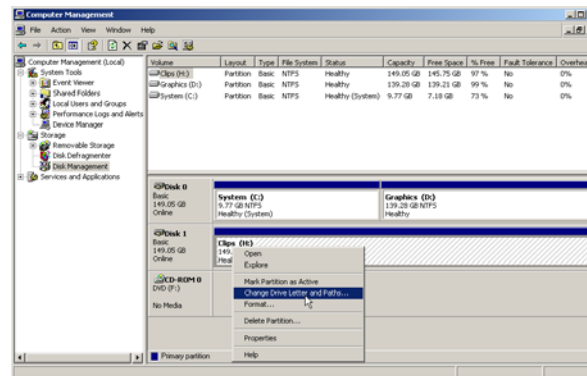 Computer Management
File Action View Window Help
Computer Management (Local)
System Tools
Event Viewer
Shared Folders
Local Users and Groups
Performance Logs and Alerts
Device Manager
Storage
Removable Storage
Disk Defragmenter
Disk Management
Services and Applications
Volume Layout Type File System Status Capacity Free Space % Free Fault Tolerance Overhea
Clips (H:) Partition Basic NTFS Healthy 149.05 GB 145.75 GB 97 % No 0%
Graphics (D:) Partition Basic NTFS Healthy 139.28 GB 139.21 GB 99 % No 0%
System (C:) Partition Basic NTFS Healthy (System) 9.77 GB 7.18 GB 73 % No 0%
Disk 0
Basic
149.05 GB
Online
System (C:)
9.77 GB NTFS
Healthy (System)
Graphics (D:)
139.28 GB NTFS
Healthy
Disk 1
Basic
149.05 GB
Online
Clips (H:)
149.
Heal
Open
Explore
Mark Partition as Active
Change Drive Letter and Paths...
Format...
Delete Partition...
Properties
Help
CD-ROM 0
DVD (F:)
No Media
Primary partition